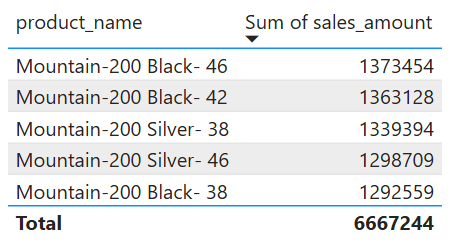 product_name Sum of sales_amount
Mountain-200 Black- 46 1373454
Mountain-200 Black- 42 1363128
Mountain-200 Silver- 38 1339394
Mountain-200 Silver- 46 1298709
Mountain-200 Black- 38 1292559
Total 6667244